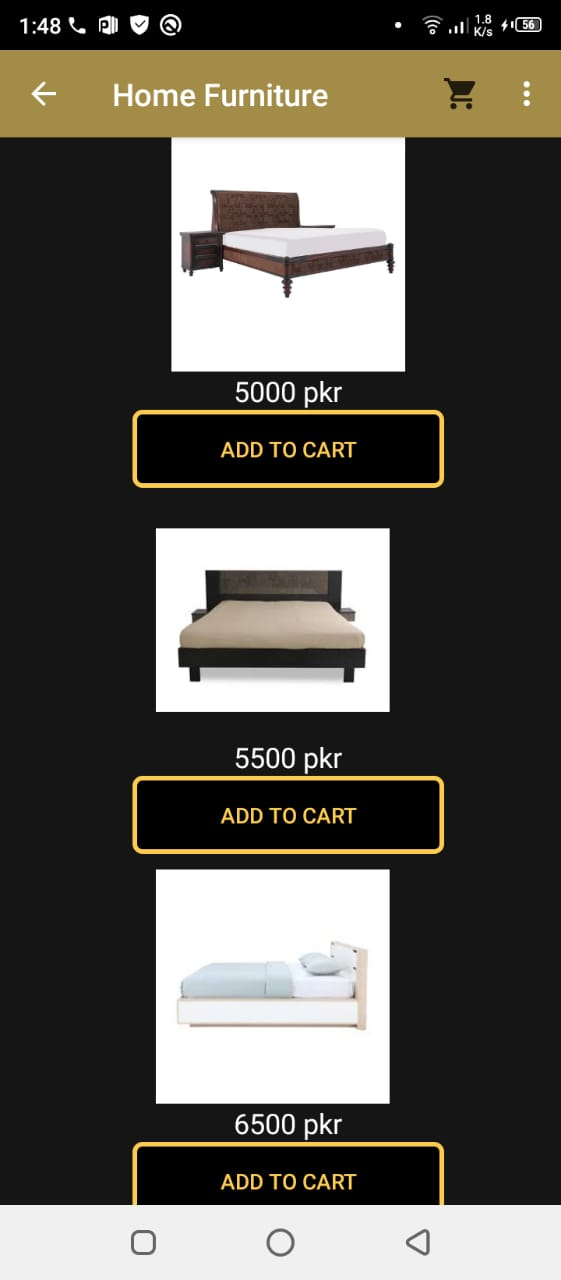 1:48
1.8
K/s
56
Home Furniture
5000 pkr
ADD TO CART
5500 pkr
ADD TO CART
6500 pkr
ADD TO CART